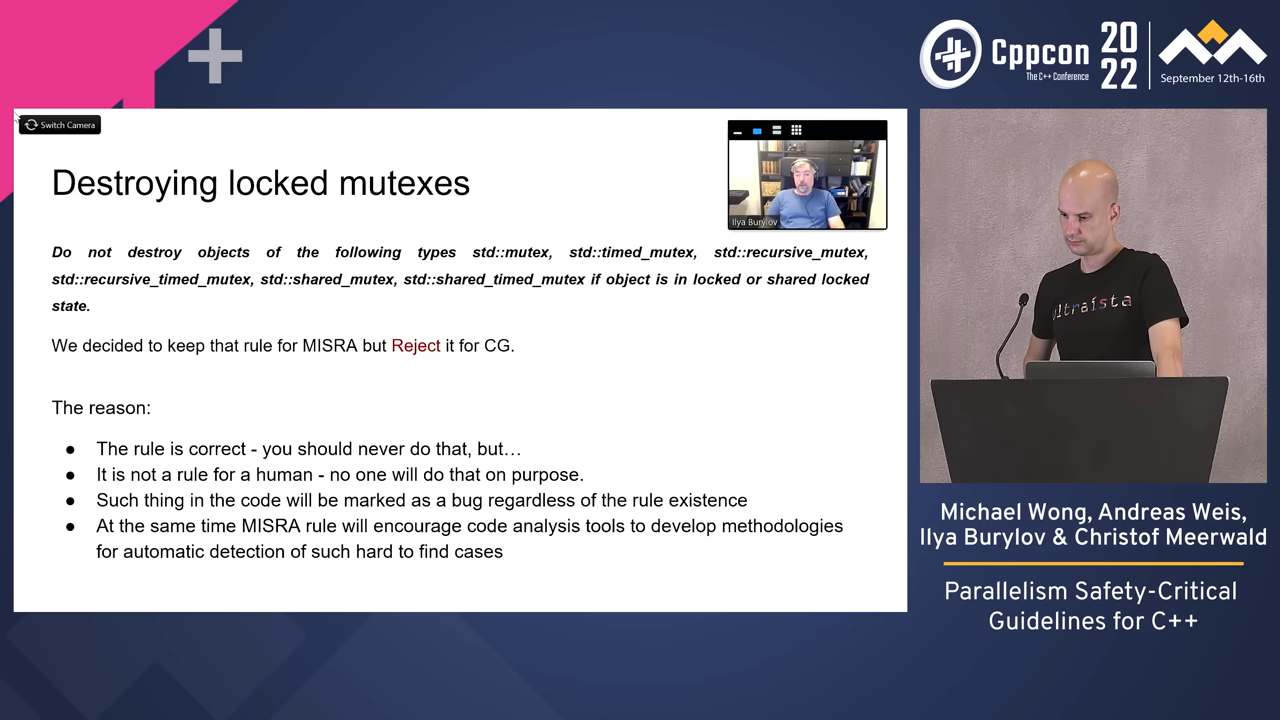 Cppcon
The C++ Conference
20
22
September 12th-16th
Switch Camera
Ilya Burylov
Destroying locked mutexes
Do not destroy objects of the following types std::mutex, std::timed_mutex, std::recursive_mutex,
std::recursive_timed_mutex, std::shared_mutex, std::shared_timed_mutex if object is in locked or shared locked
state.
We decided to keep that rule for MISRA but Reject it for CG.
The reason:
● The rule is correct - you should never do that, but…
● It is not a rule for a human - no one will do that on purpose.
● Such thing in the code will be marked as a bug regardless of the rule existence
● At the same time MISRA rule will encourage code analysis tools to develop methodologies
for automatic detection of such hard to find cases
ultraísta
Michael Wong, Andreas Weis,
Ilya Burylov & Christof Meerwald
Parallelism Safety-Critical
Guidelines for C++